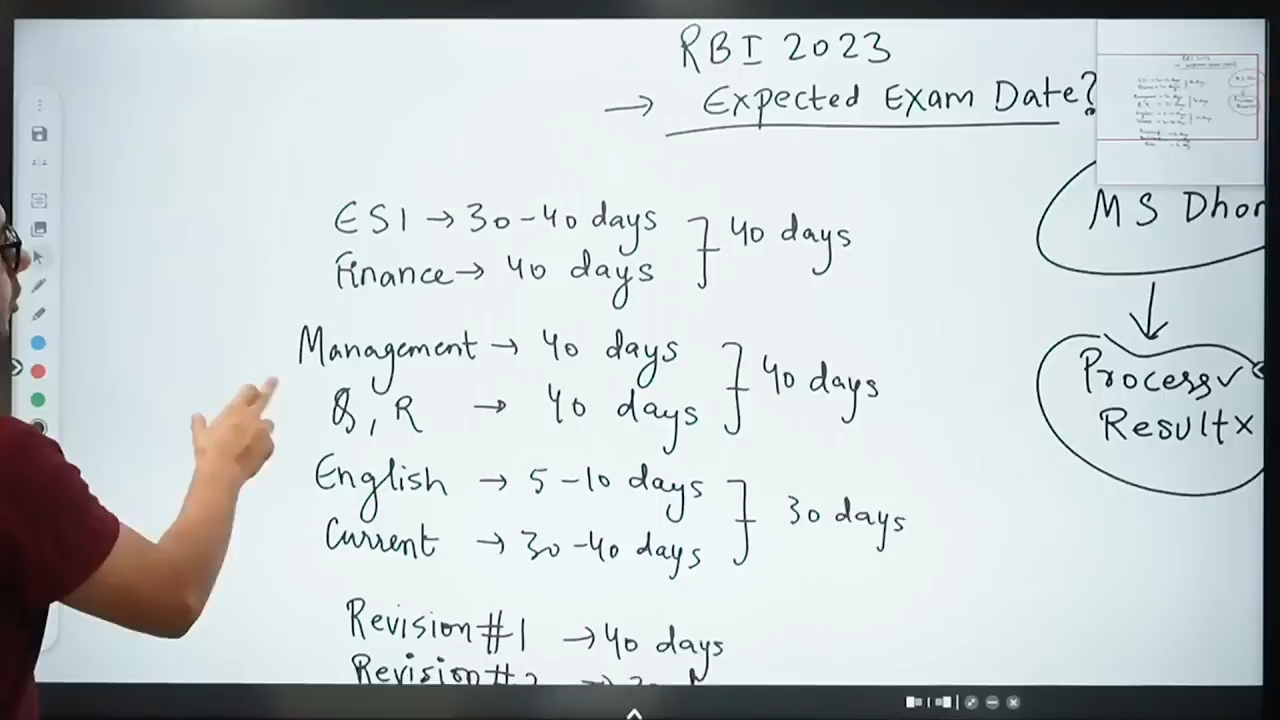 RBI 2023
→ Expected Exam Date?
ESI → 30-40 days
Finance → 40 days
] 40 days
Management → 40 days
Q, R → 40 days
] 40 days
English → 5-10 days
Current → 30-40 days
] 30 days
Revision #1 → 40 days
Revision #2 →
MS Dhon
↓
Process ✓
Result x